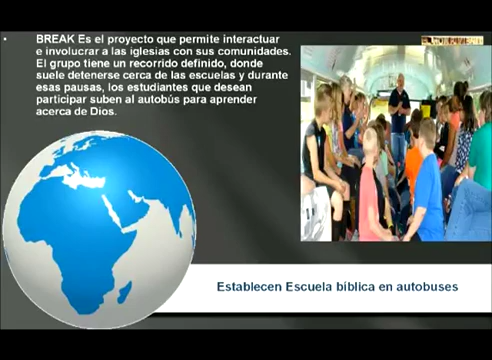 • BREAK Es el proyecto que permite interactuar
e involucrar a las iglesias con sus comunidades.
El grupo tiene un recorrido definido, donde
suele detenerse cerca de las escuelas y durante
esas pausas, los estudiantes que desean
participar suben al autobús para aprender
acerca de Dios.
Establecen Escuela bíblica en autobuses